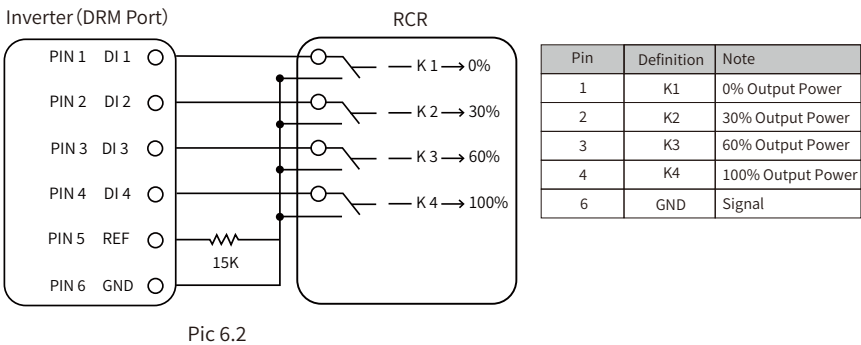 Inverter (DRM Port)
RCR
PIN 1 DI 1
K 1 → 0%
PIN 2 DI 2
K 2 → 30%
PIN 3 DI 3
K 3 → 60%
PIN 4 DI 4
K 4 → 100%
PIN 5 REF
15K
PIN 6 GND
Pin Definition Note
1 K1 0% Output Power
2 K2 30% Output Power
3 K3 60% Output Power
4 K4 100% Output Power
6 GND Signal
Pic 6.2